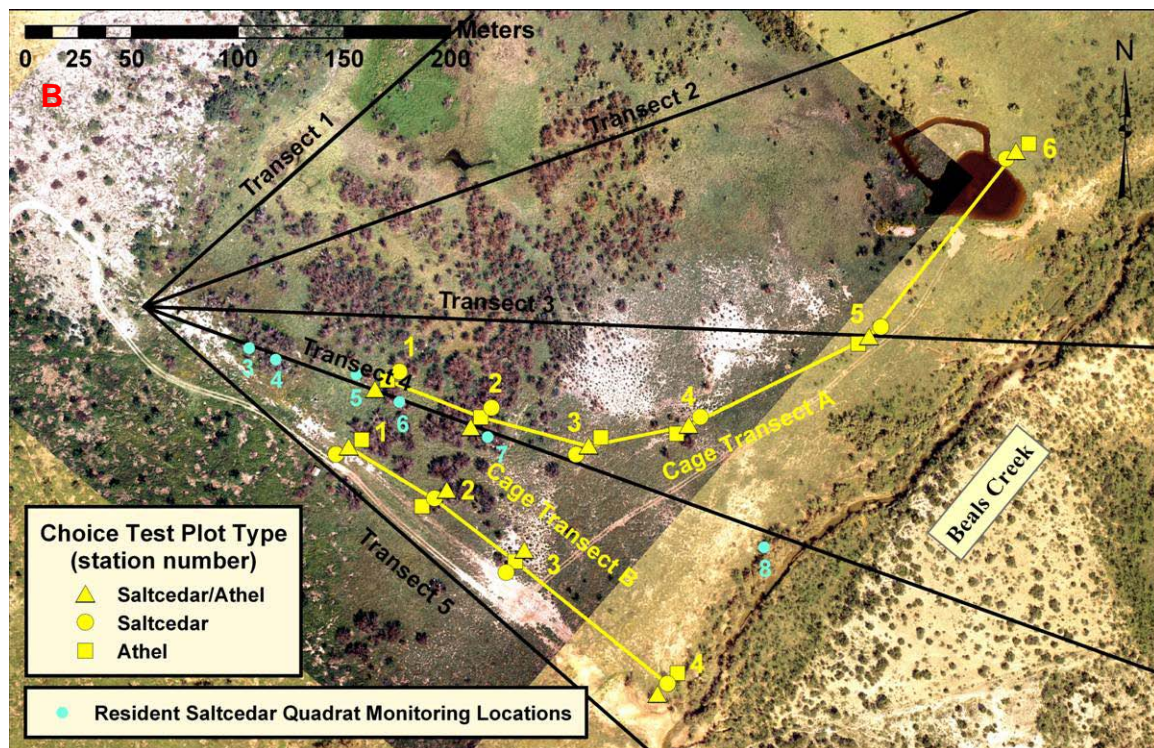 Meters
0 25 50 100 150 200
B
N
Transect 1
Transect 2
6
Transect 3
5
3
4
Transect 4
1
5
6
2
7
3
4
Cage Transect A
1
2
Cage Transect B
3
8
4
Transect 5
Beals Creek
Choice Test Plot Type
(station number)
Saltcedar/Athel
Saltcedar
Athel
Resident Saltcedar Quadrat Monitoring Locations